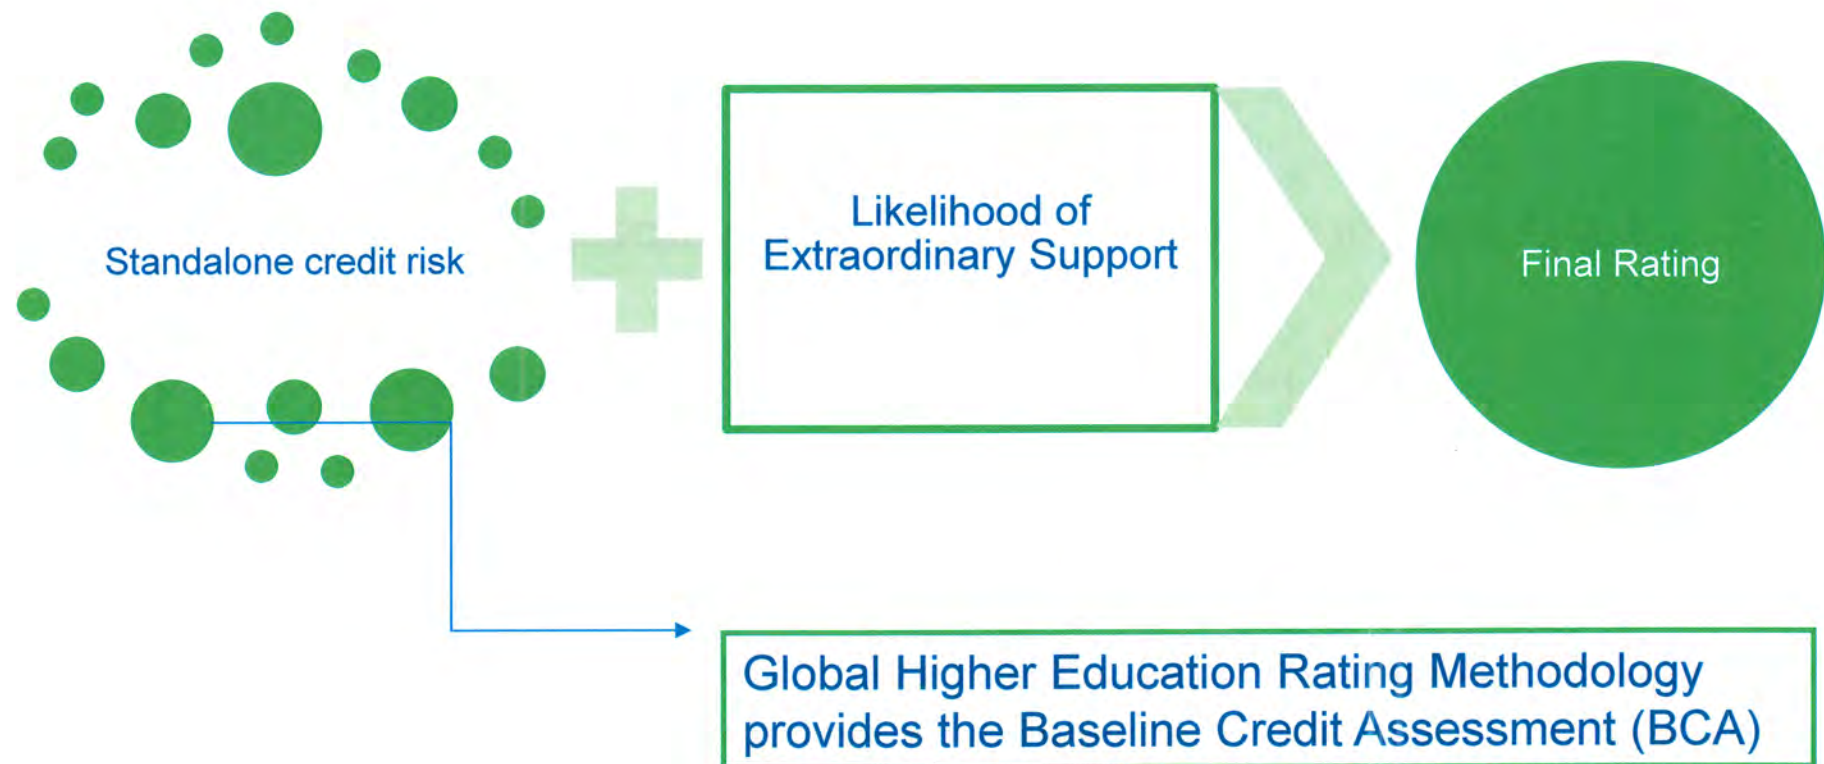 Standalone credit risk
Likelihood of
Extraordinary Support
Final Rating
Global Higher Education Rating Methodology
provides the Baseline Credit Assessment (BCA)